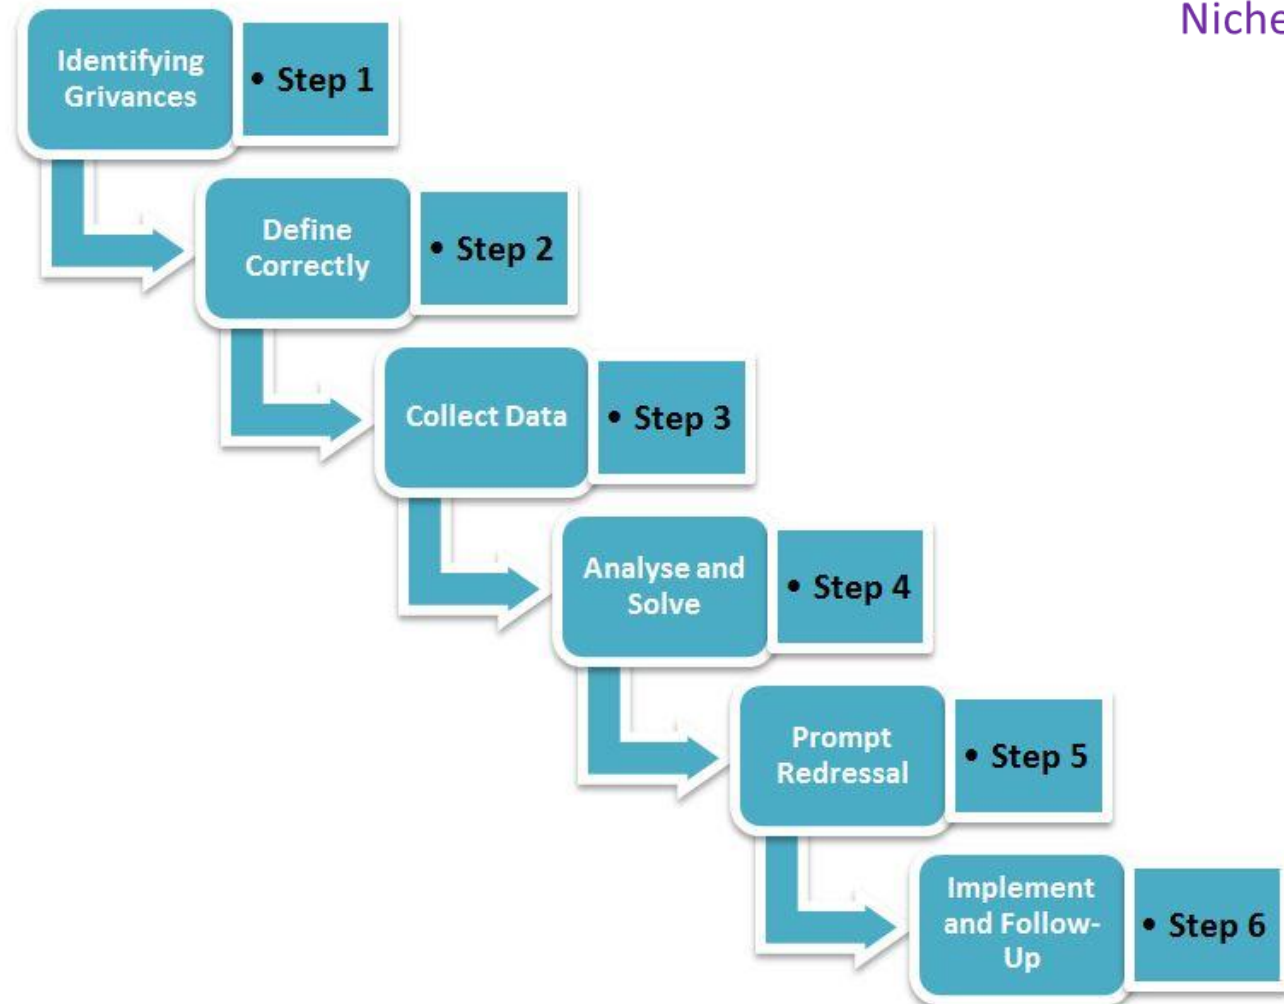 Niche
Identifying
Grivances
• Step 1
Define
Correctly
• Step 2
Collect Data
• Step 3
Analyse and
Solve
• Step 4
Prompt
Redressal
• Step 5
Implement
and Follow-
Up
• Step 6